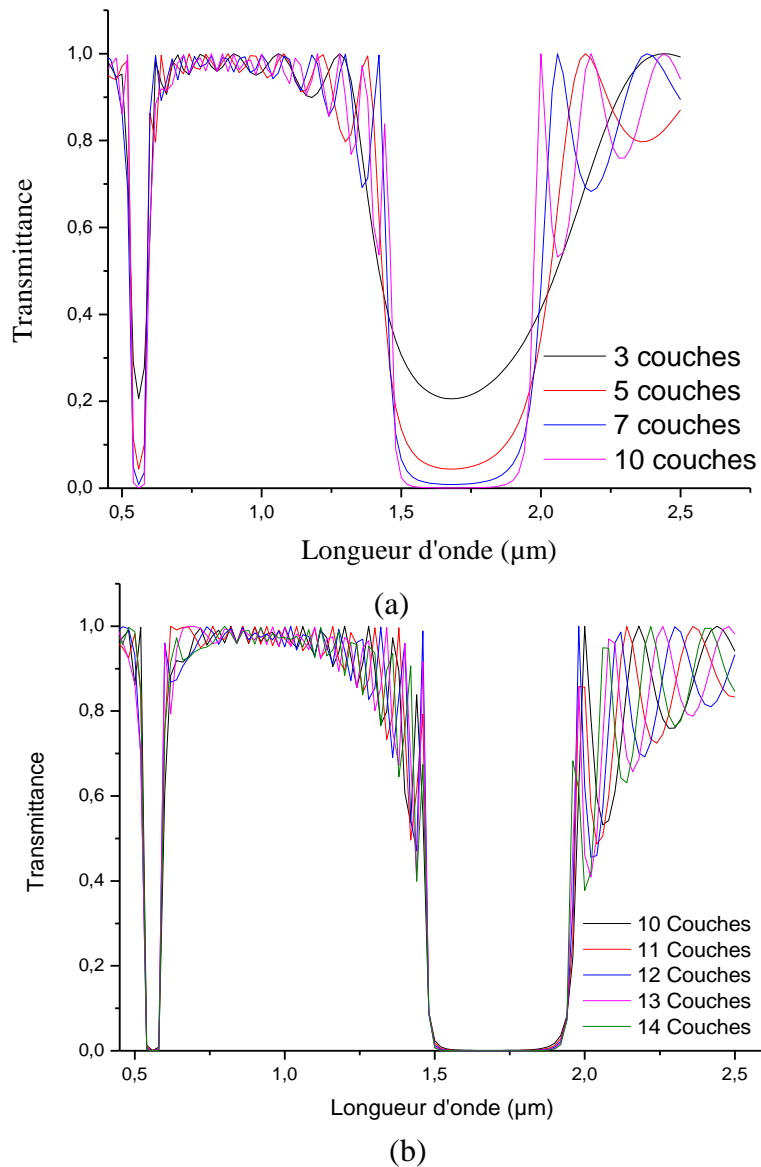 1,0
0,8
0,6
0,4
0,2
0,0
Transmittance
3 couches
5 couches
7 couches
10 couches
0,5
1,0
1,5
2,0
2,5
Longueur d'onde (µm)
(a)
1,0
0,8
0,6
0,4
0,2
0,0
Transmittance
10 Couches
11 Couches
12 Couches
13 Couches
14 Couches
0,5
1,0
1,5
2,0
2,5
Longueur d'onde (µm)
(b)